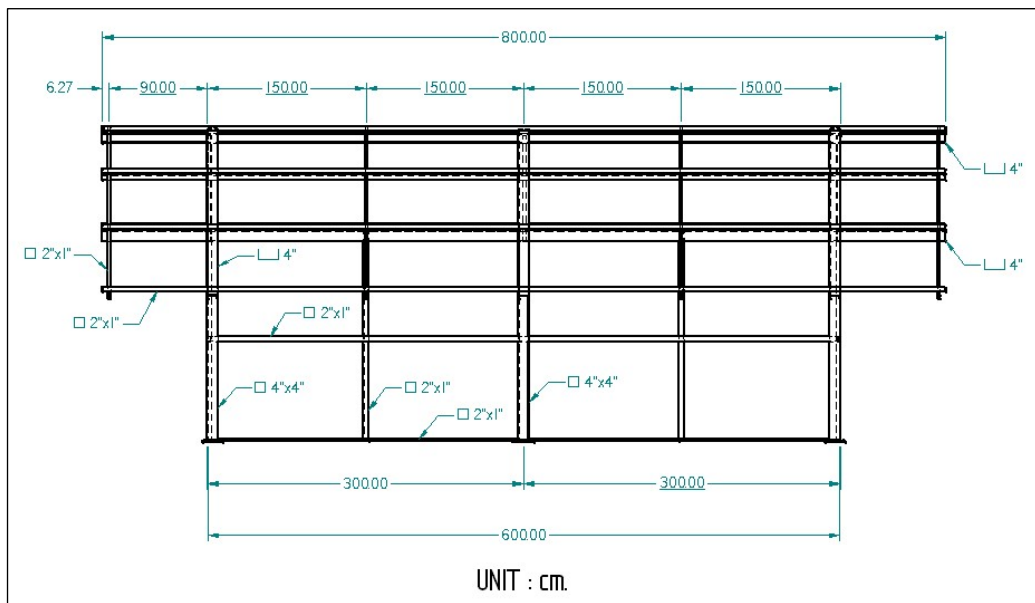 800.00
6.27 90.00 150.00 150.00 150.00 150.00
⊔ 4"
□ 2"x1" ⊔ 4" ⊔ 4"
□ 2"x1" □ 2"x1"
□ 4"x4" □ 2"x1" □ 4"x4"
□ 2"x1"
300.00 300.00
600.00
UNIT : cm.